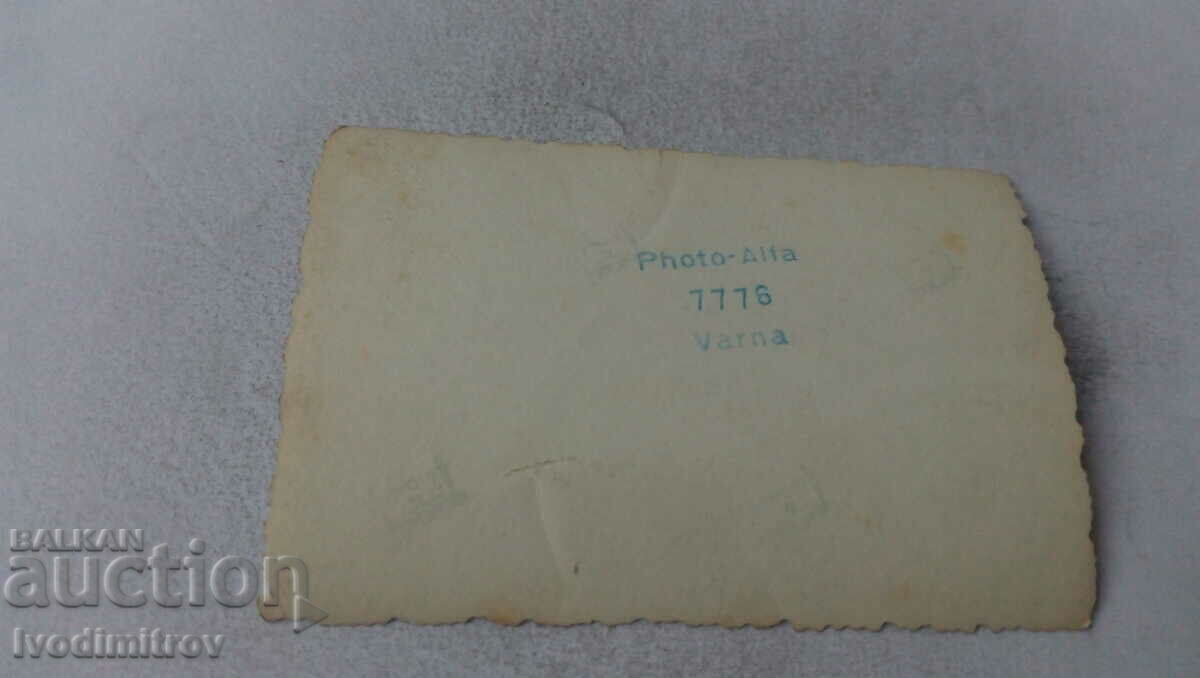 Photo-Alfa
7776
Varna
BALKAN
auction
Ivodimitrov